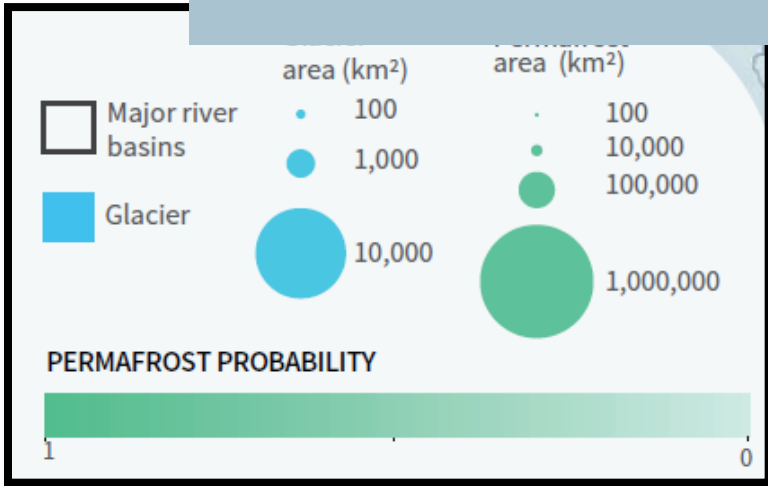 area (km²)
100
1,000
10,000
area (km²)
100
10,000
100,000
1,000,000
Major river
basins
Glacier
PERMAFROST PROBABILITY
1
0